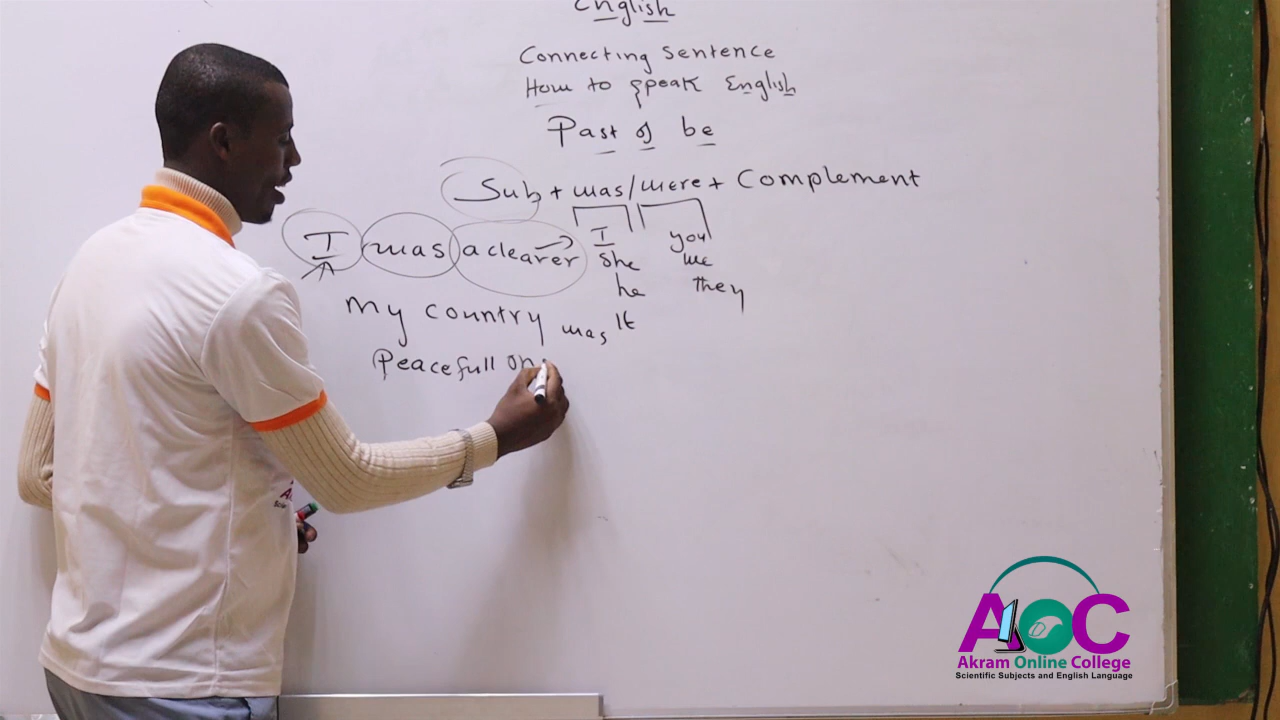 English
Connecting Sentence
How to speak English
Past of be
Sub + was/were + Complement
I was a clearer
I you
She we
he they
It
My country was
Peacefull on
AOC
Akram Online College
Scientific Subjects and English Language